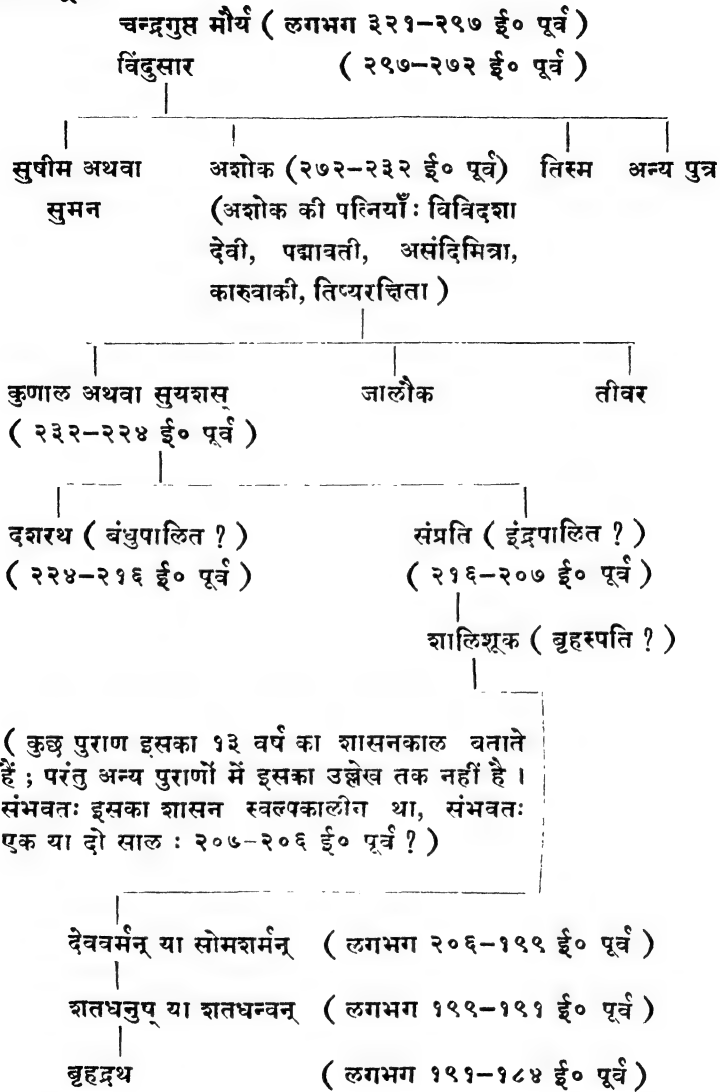 चन्द्रगुप्त मौर्य ( लगभग ३२१–२९७ ई० पूर्व )
विंदुसार ( २९७–२७२ ई० पूर्व )
सुषीम अथवा अशोक (२७२–२३२ ई० पूर्व) तिस्म अन्य पुत्र
सुमन (अशोक की पत्नियाँ: विविदशा
देवी, पद्मावती, असंदिमित्रा,
कारुवाकी, तिष्यरक्षिता )
कुणाल अथवा सुयशस् जालौक तीवर
( २३२–२२४ ई० पूर्व )
दशरथ ( बंधुपालित ? ) संप्रति ( इंद्रपालित ? )
( २२४–२१६ ई० पूर्व ) ( २१६–२०७ ई० पूर्व )
शालिशूक ( बृहस्पति ? )
( कुछ पुराण इसका १३ वर्ष का शासनकाल बताते
हैं ; परंतु अन्य पुराणों में इसका उल्लेख तक नहीं है ।
संभवतः इसका शासन स्वल्पकालीन था, संभवतः
एक या दो साल : २०७–२०६ ई० पूर्व ? )
देववर्मन् या सोमशर्मन् ( लगभग २०६–१९९ ई० पूर्व )
शतधनुष् या शतधन्वन् ( लगभग १९९–१९१ ई० पूर्व )
बृहद्रथ ( लगभग १९१–१८४ ई० पूर्व )